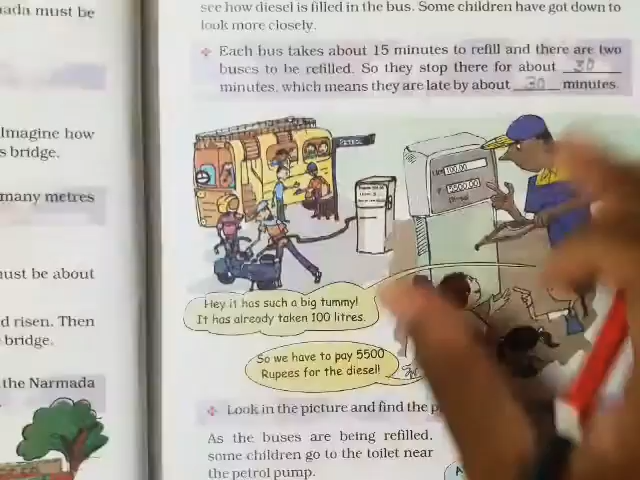 nada must be
Imagine how
s bridge.
many metres
ust be about
d risen. Then
bridge.
the Narmada
see how diesel is filled in the bus. Some children have got down to
look more closely.
❖ Each bus takes about 15 minutes to refill and there are two
buses to be refilled. So they stop there for about 30
minutes, which means they are late by about 30 minutes.
100.00
5500.00
Hey it has such a big tummy!
It has already taken 100 litres.
So we have to pay 5500
Rupees for the diesel!
❖ Look in the picture and find the p
As the buses are being refilled,
some children go to the toilet near
the petrol pump.